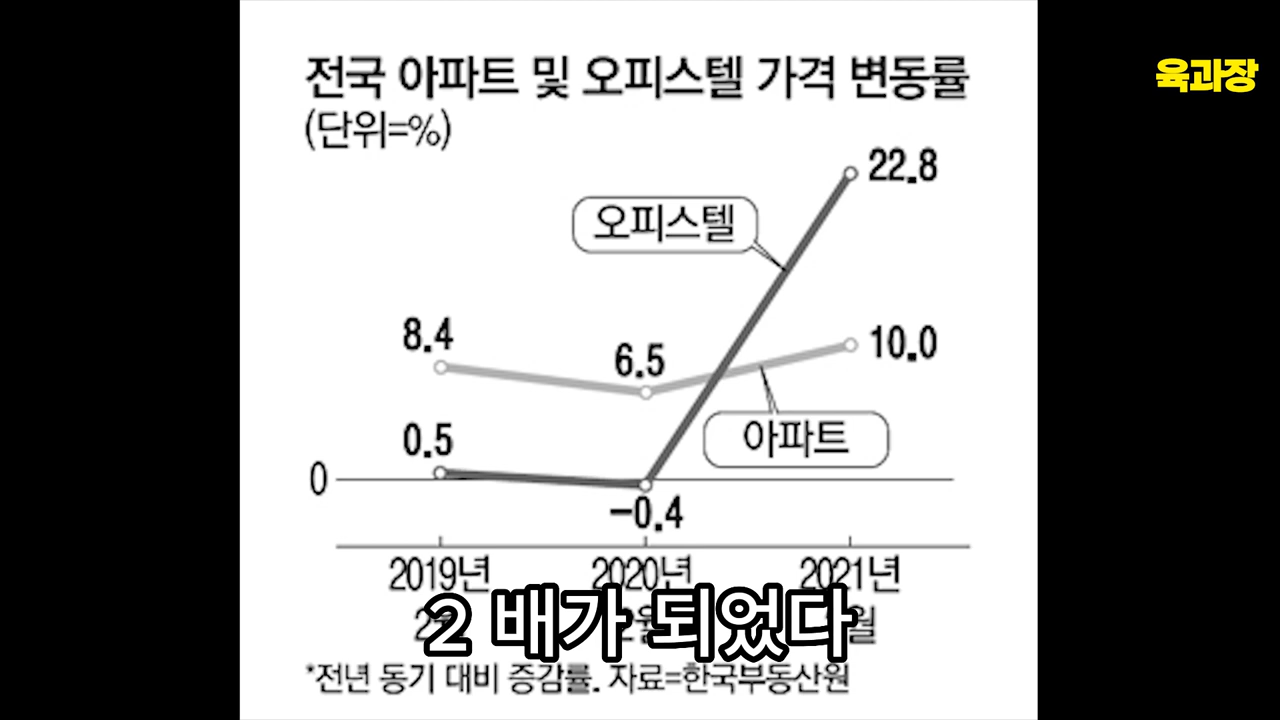 전국 아파트 및 오피스텔 가격 변동률
육과장
(단위=%)
22.8
오피스텔
8.4
6.5
10.0
0.5
아파트
0
-0.4
2019년
2020년
2021년
2 배가 되었다
*전년 동기 대비 증감률. 자료=한국부동산원